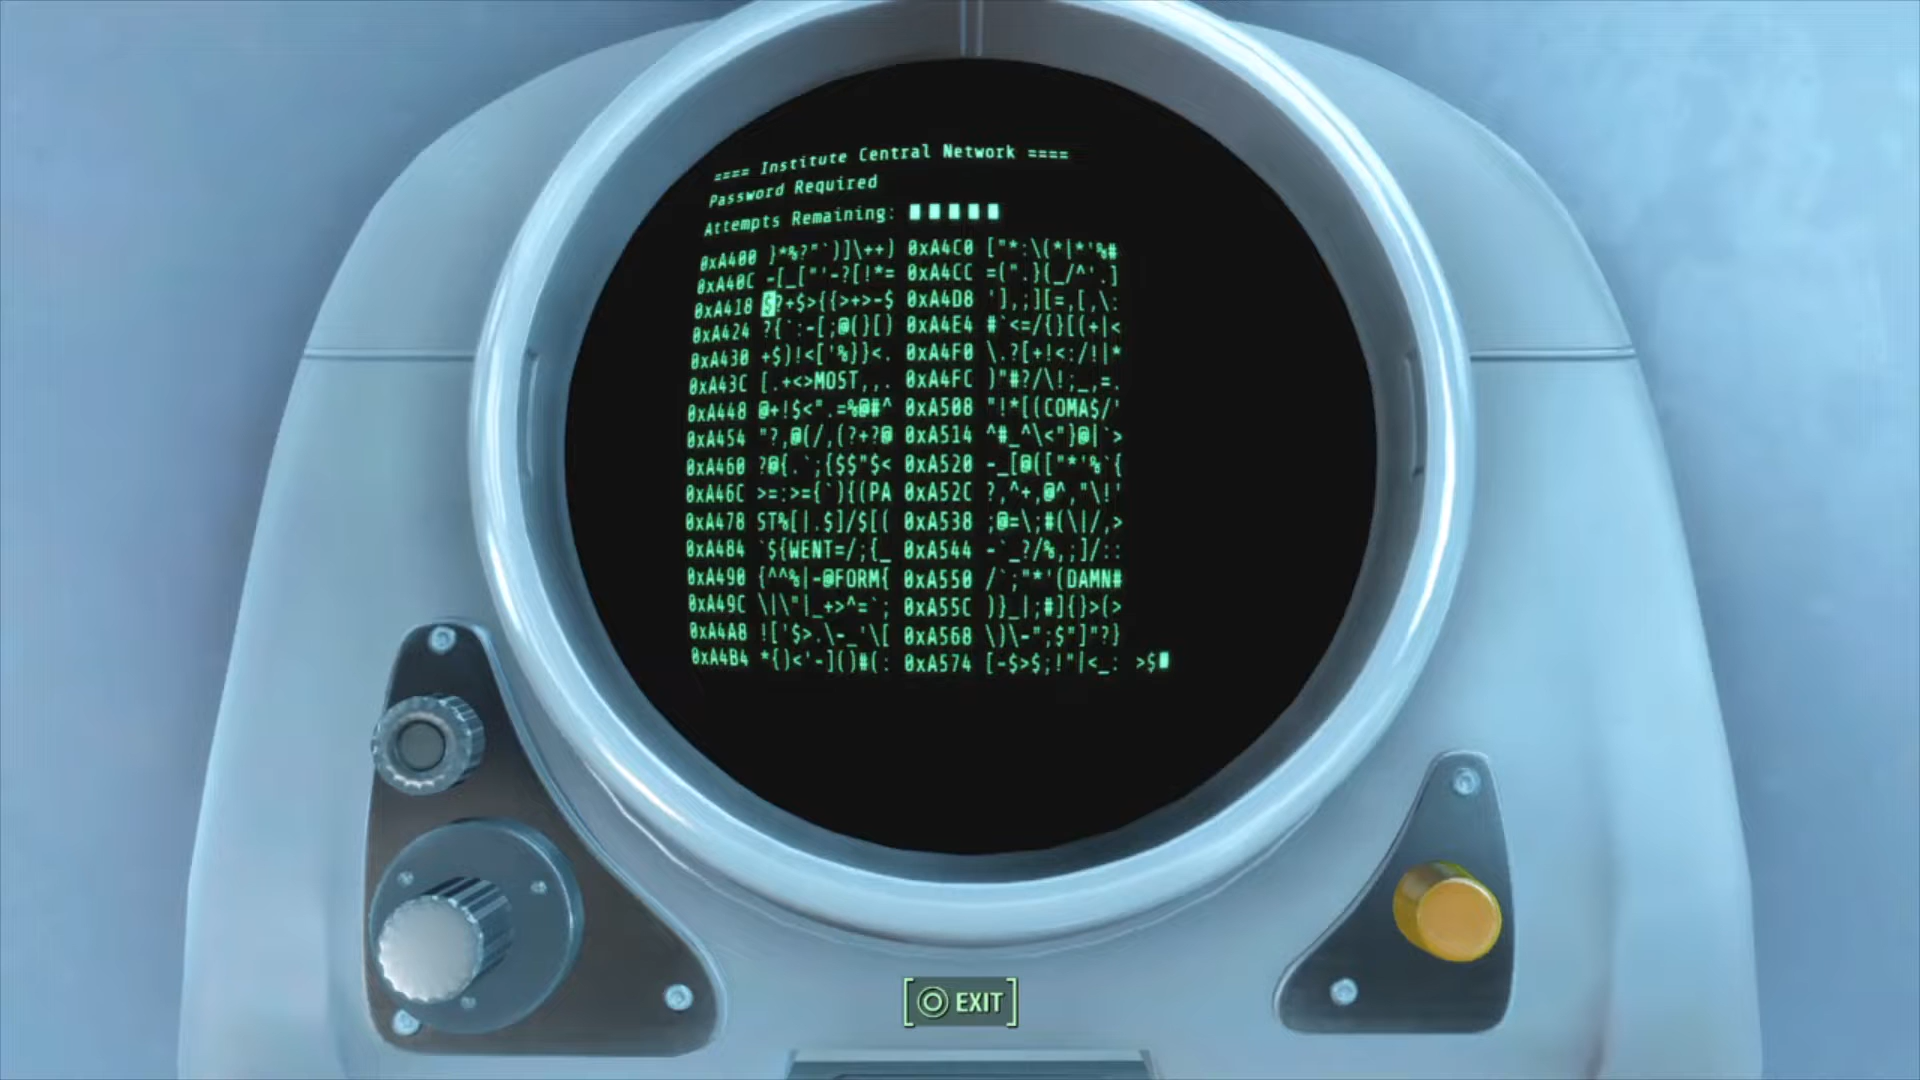 ==== Institute Central Network ====
Password Required
Attempts Remaining: █ █ █ █ █
0xA400 }*%?"`)]\++) 0xA4C0 ["*:\(*|*'%#
0xA40C -[_["'-?[!*= 0xA4CC =(".}(_/^'.]
0xA418 $?+$>{{>+>-$ 0xA4D8 '],;][=,[,\:
0xA424 ?{`:-[;@(}[) 0xA4E4 #`<=/{}[(+|<
0xA430 +$)!<['%}}<. 0xA4F0 \.?[+!<:/!|*
0xA43C [.+<>MOST,,. 0xA4FC )"#?/\!;_,=.
0xA448 @+!$<".=%@#^ 0xA508 "!*[(COMA$/'
0xA454 "?,@(/,(?+?@ 0xA514 ^#_^\<"}@|`>
0xA460 ?@{.`;{$$"$< 0xA520 -_[@(["*'%`{
0xA46C >=:>={`){(PA 0xA52C ?,^+,@^,"\!'
0xA478 ST%[|.$]/$[( 0xA538 ;@=\;#(\|/,>
0xA484 `${WENT=/;{_ 0xA544 -`_?/%,;]/::
0xA490 {^^%|-@FORM{ 0xA550 /`;"*'(DAMN#
0xA49C \|\"|_+>^=`; 0xA55C )}_|;#]{}>(>
0xA4A8 !['$>.\-_'\[ 0xA568 \)\-";$"]"?}
0xA4B4 *{)<'-]()#(: 0xA574 [-$>$;!"|<_: >$█
EXIT